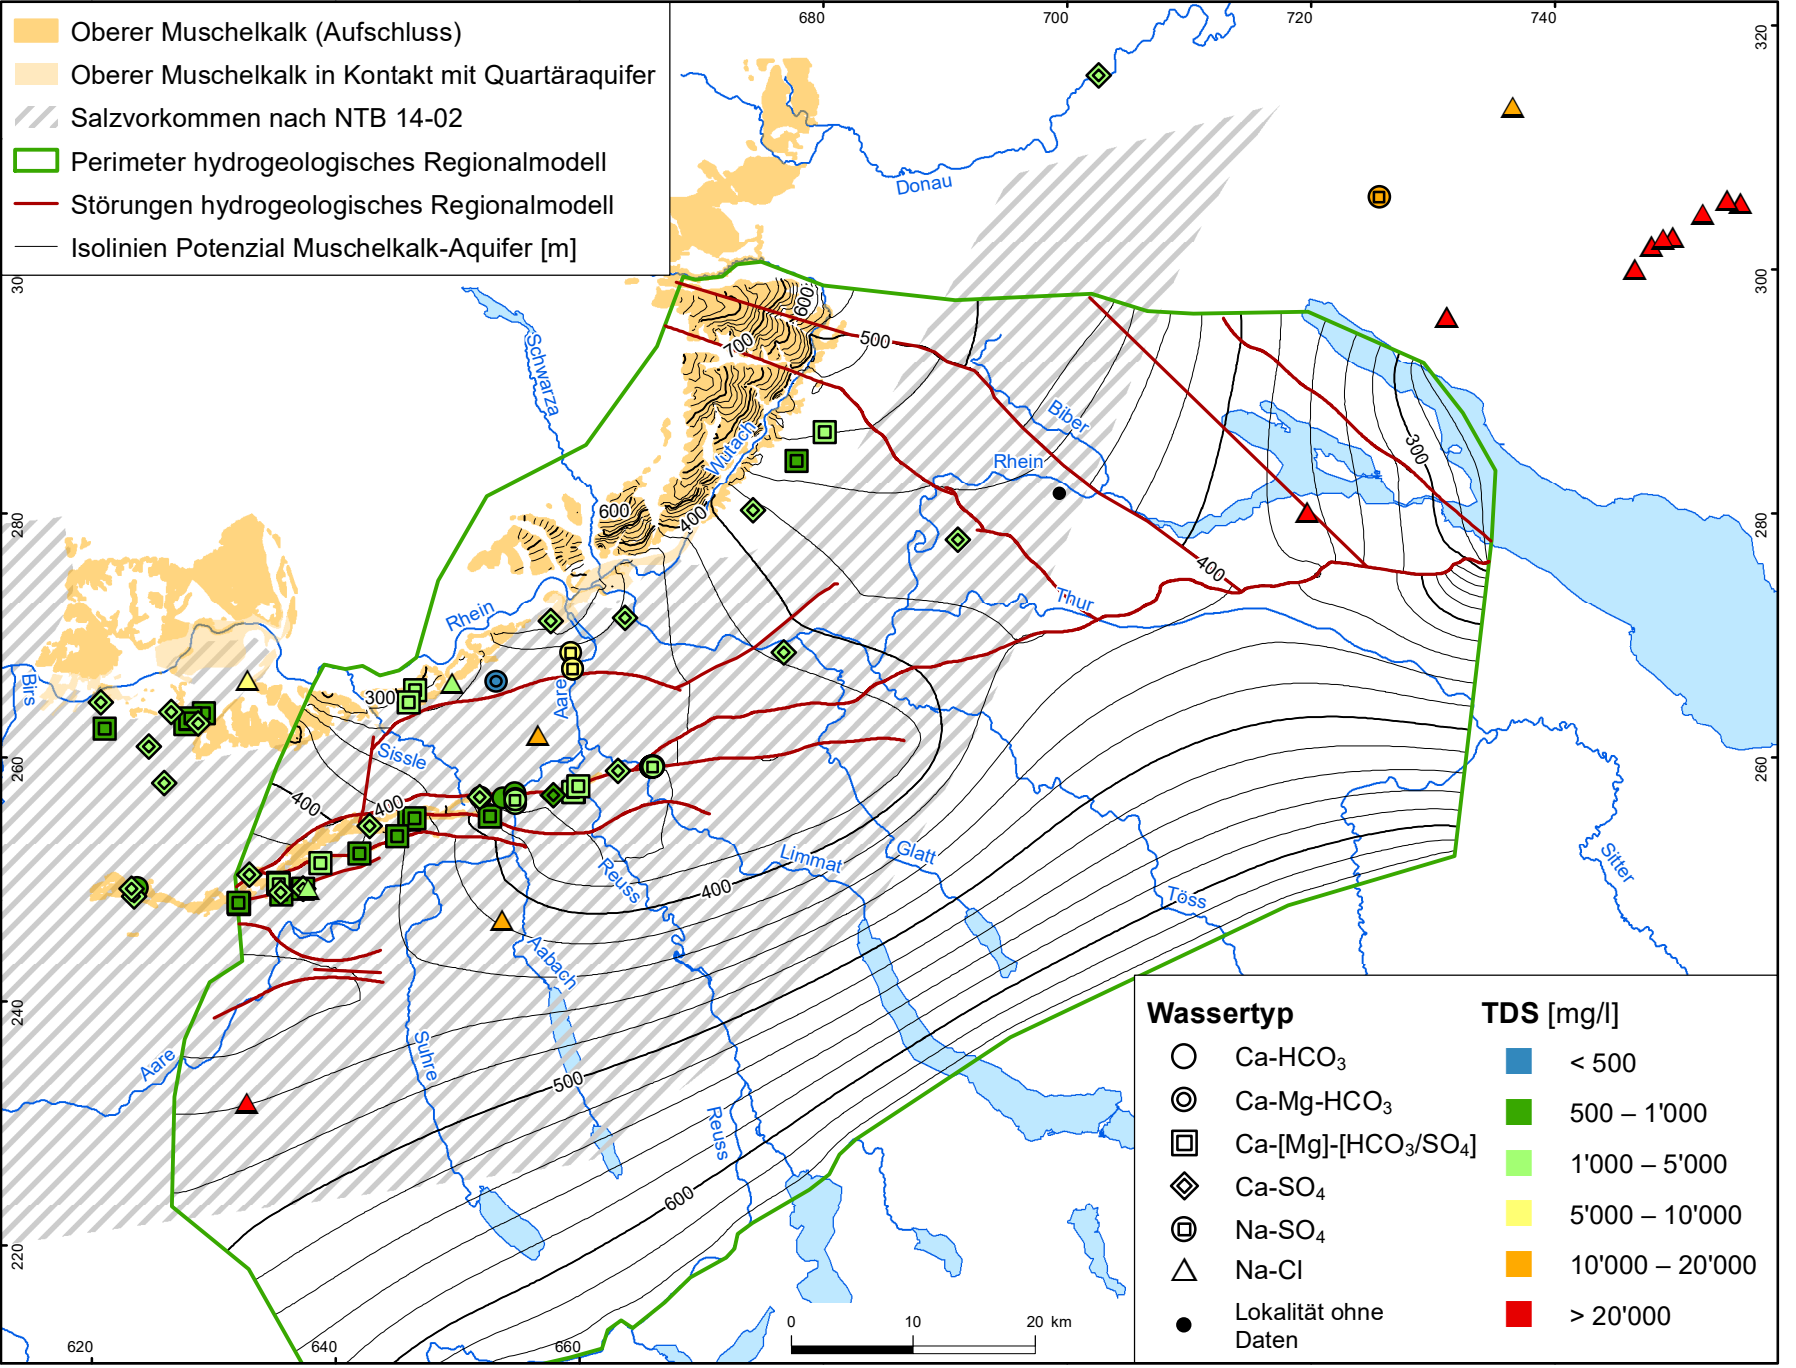 Oberer Muschelkalk (Aufschluss)
Oberer Muschelkalk in Kontakt mit Quartäraquifer
Salzvorkommen nach NTB 14-02
Perimeter hydrogeologisches Regionalmodell
Störungen hydrogeologisches Regionalmodell
Isolinien Potenzial Muschelkalk-Aquifer [m]
680
700
720
740
320
Donau
30
300
600
500
700
Schwarza
Biber
Wutach
300
Rhein
600
400
280
280
400
Thur
Rhein
Birs
300
Aare
Sissle
260
260
400
400
Limmat
Glatt
Sitter
Reuss
400
Töss
Aabach
240
Suhre
Aare
500
Reuss
600
220
620
640
660
0
10
20 km
Wassertyp
Ca-HCO₃
Ca-Mg-HCO₃
Ca-[Mg]-[HCO₃/SO₄]
Ca-SO₄
Na-SO₄
Na-Cl
Lokalität ohne
Daten
TDS [mg/l]
< 500
500 – 1'000
1'000 – 5'000
5'000 – 10'000
10'000 – 20'000
> 20'000